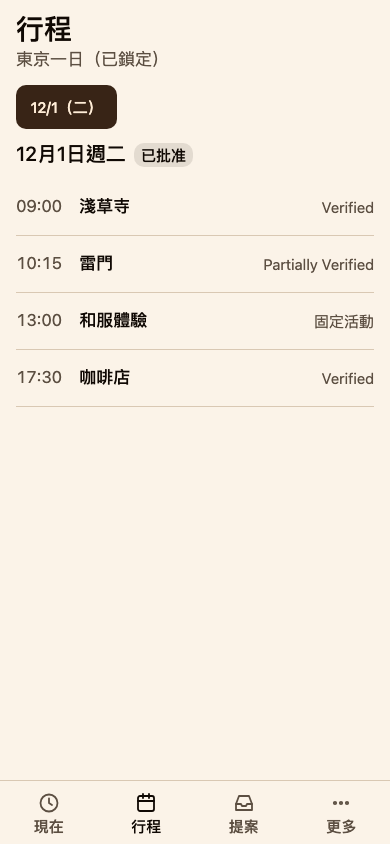 行程
東京一日（已鎖定）
12/1（二）
12月1日週二 已批准
09:00 淺草寺 Verified
10:15 雷門 Partially Verified
13:00 和服體驗 固定活動
17:30 咖啡店 Verified
現在 行程 提案 更多